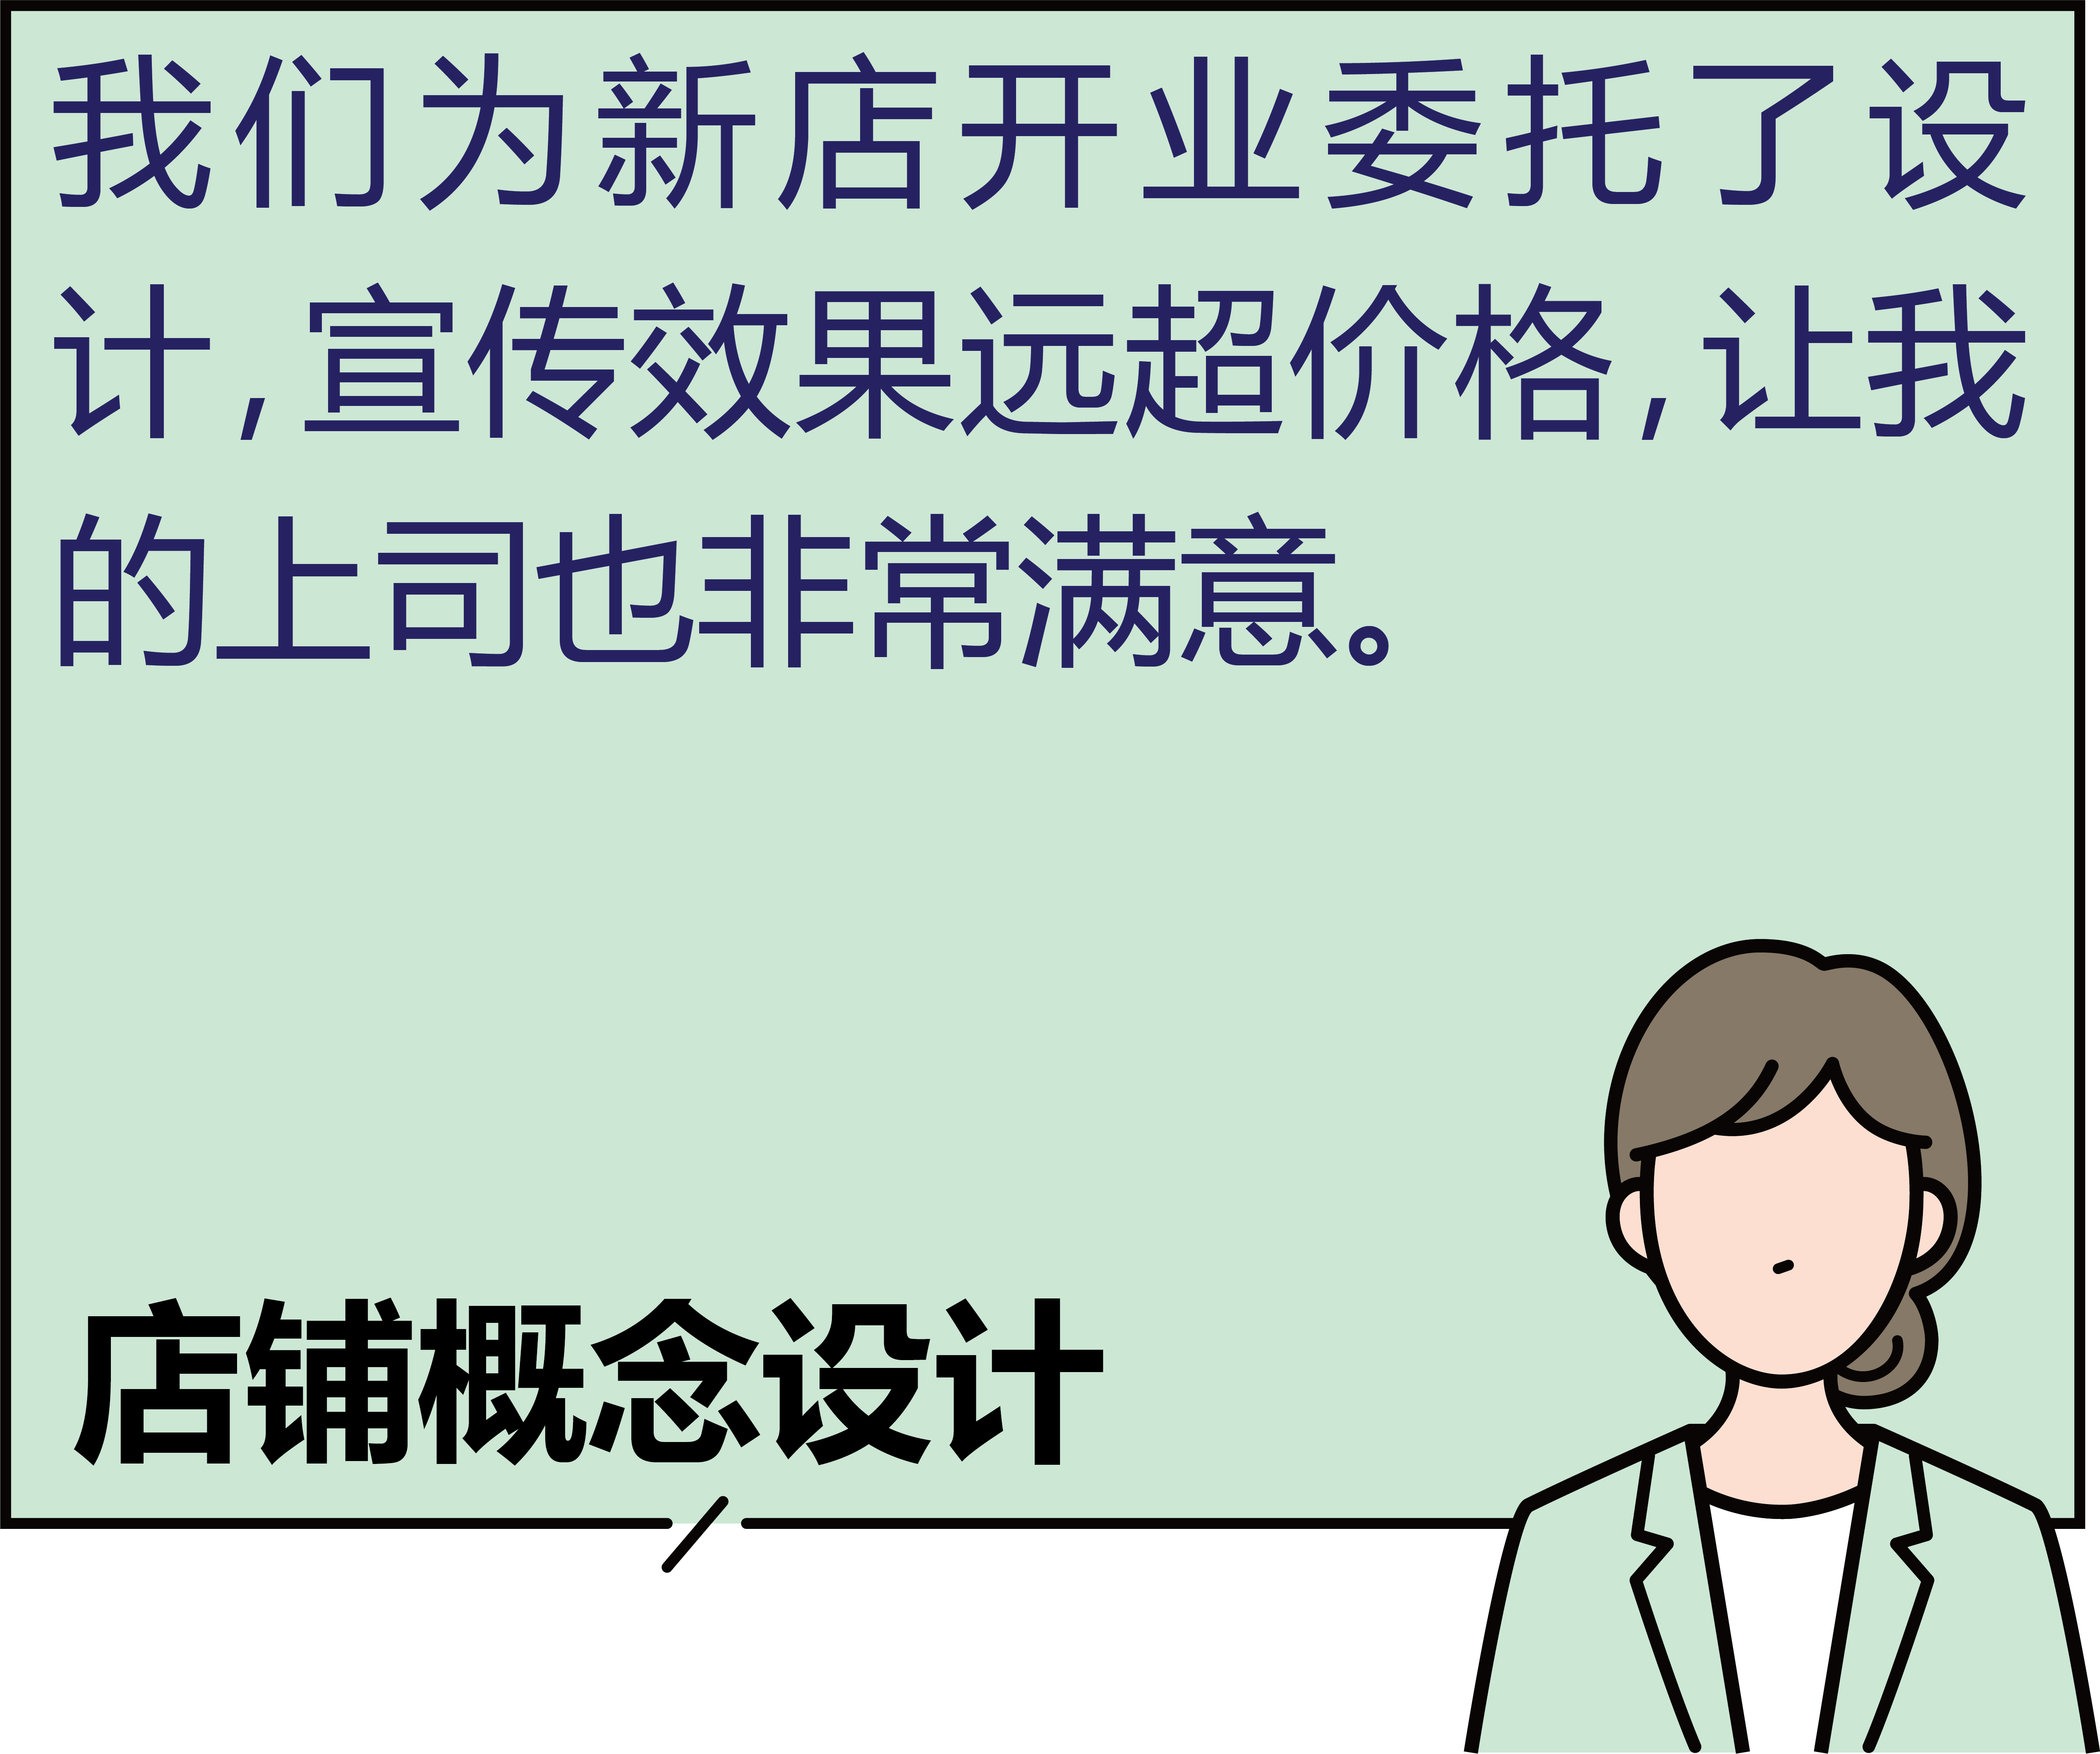 我们为新店开业委托了设
计,宣传效果远超价格,让我
的上司也非常满意。
店铺概念设计